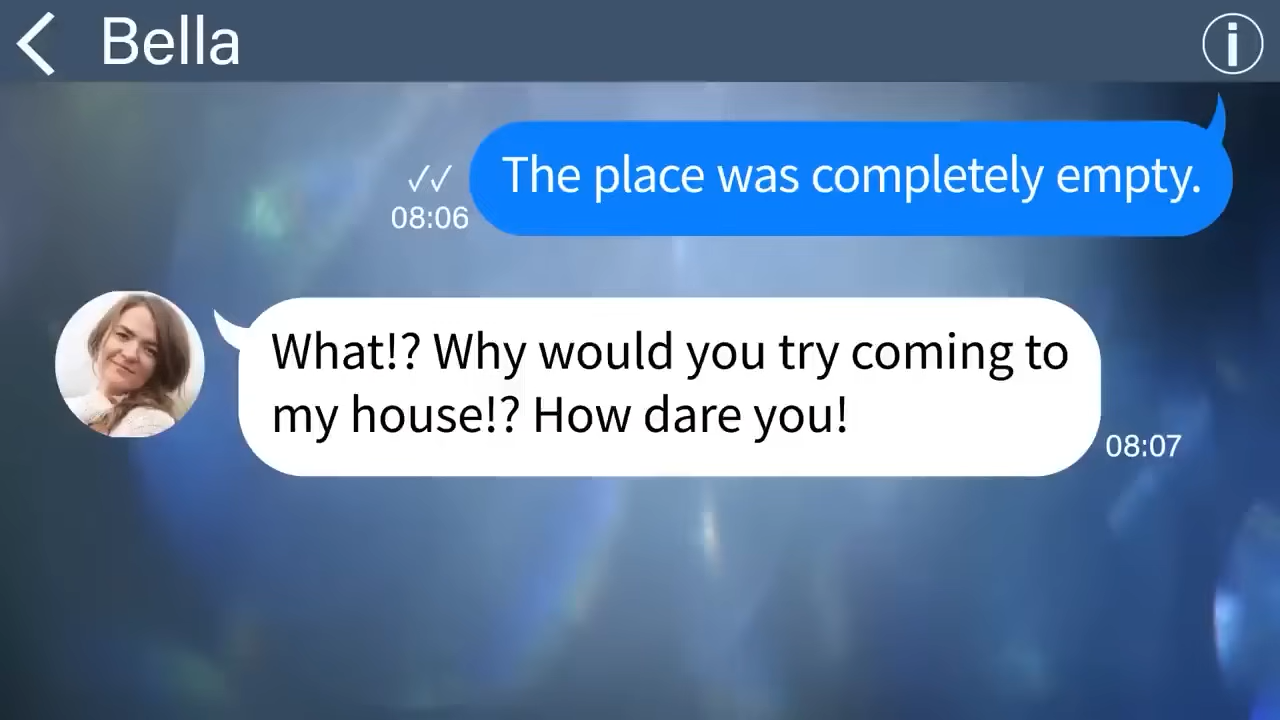 Bella
The place was completely empty.
✓✓
08:06
What!? Why would you try coming to
my house!? How dare you!
08:07